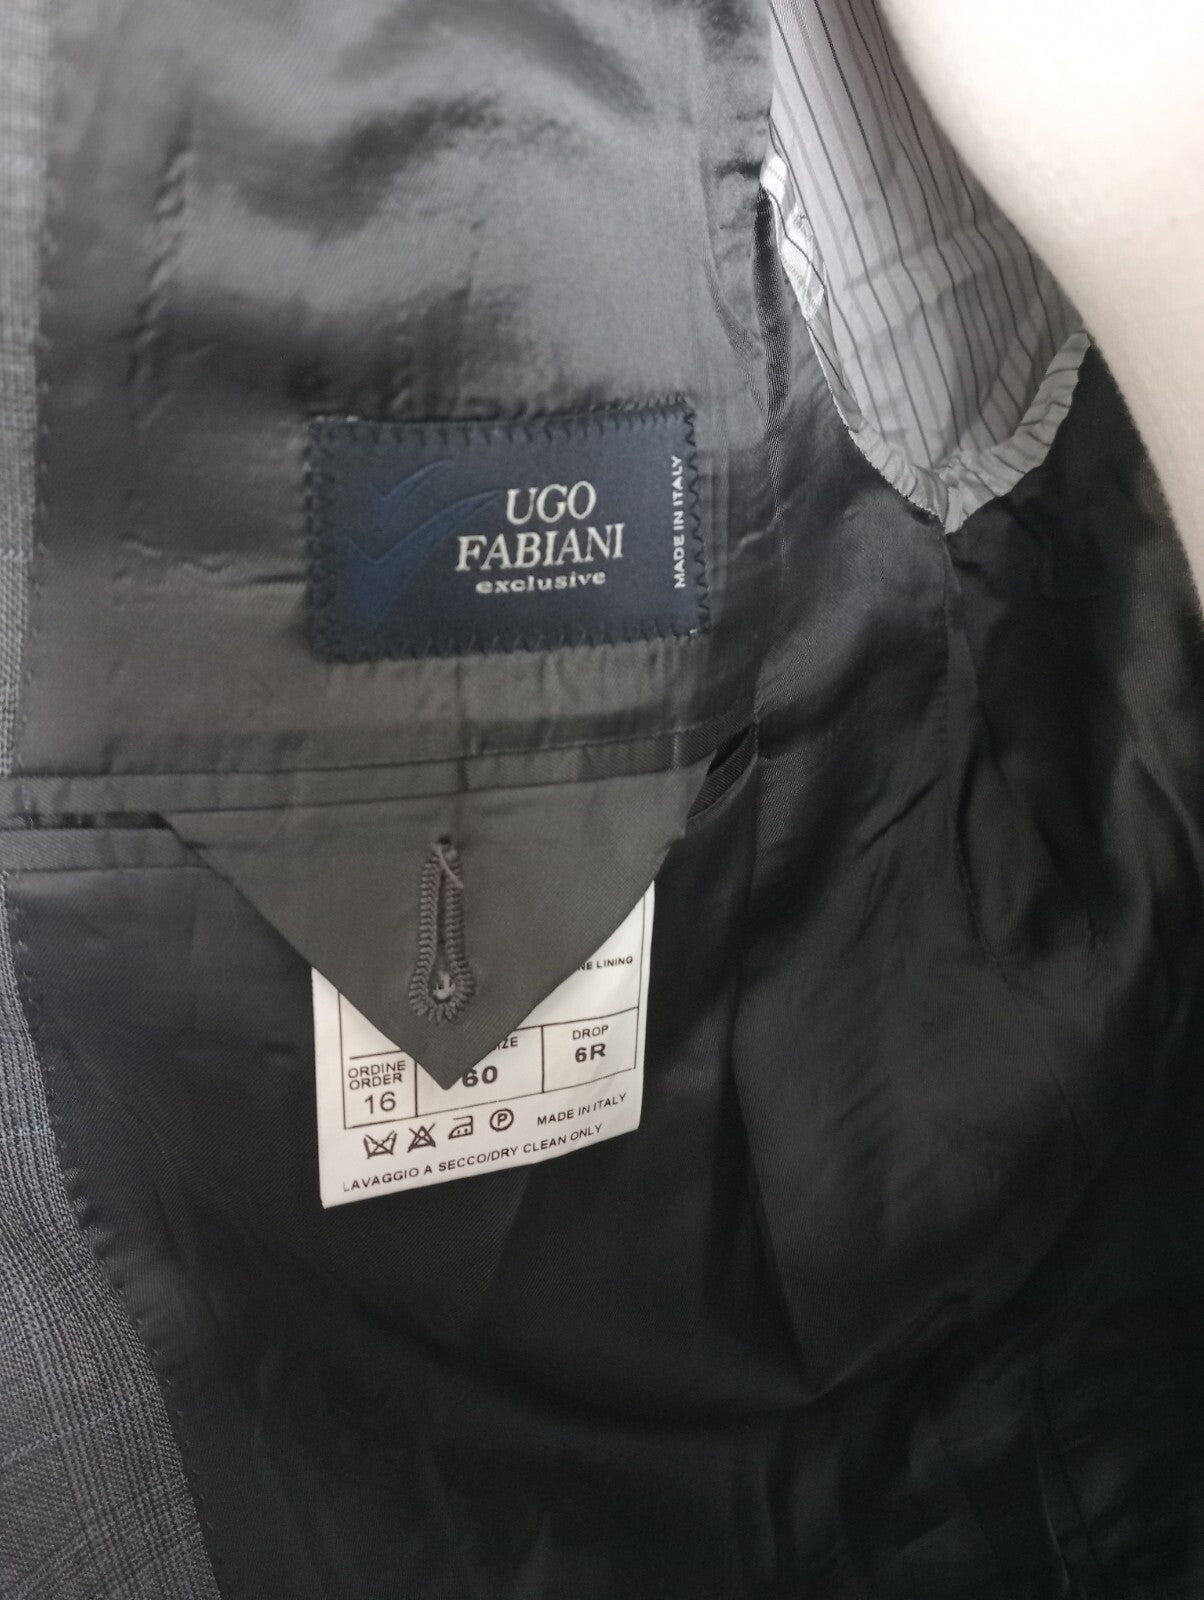 UGO
FABIANI
exclusive
MADE IN ITALY
LINING
DROP
6R
60
ORDINE
ORDER
16
MADE IN ITALY
LAVAGGIO A SECCO/DRY CLEAN ONLY